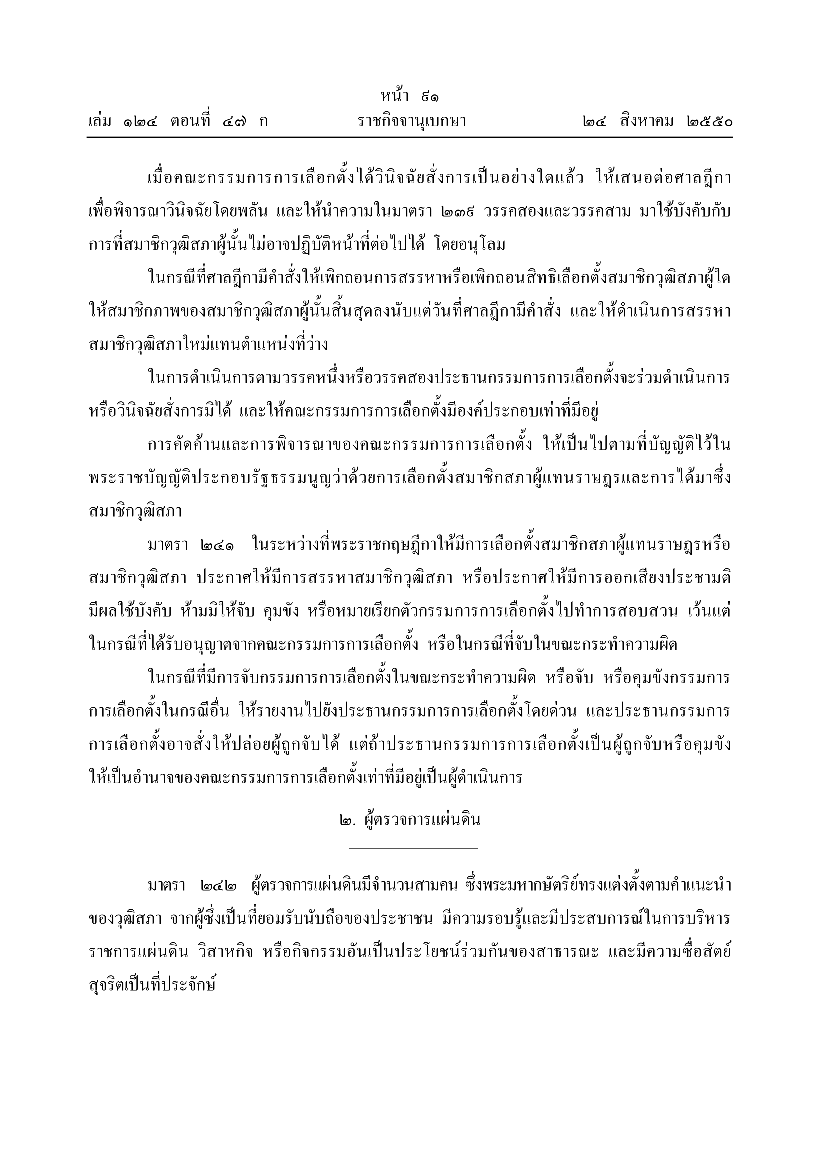 หน้า ๙๑
เล่ม ๑๒๔ ตอนที่ ๔๗ ก ราชกิจจานุเบกษา ๒๔ สิงหาคม ๒๕๕๐
เมื่อคณะกรรมการการเลือกตั้งได้วินิจฉัยสั่งการเป็นอย่างใดแล้ว ให้เสนอต่อศาลฎีกา
เพื่อพิจารณาวินิจฉัยโดยพลัน และให้นำความในมาตรา ๒๓๙ วรรคสองและวรรคสาม มาใช้บังคับกับ
การที่สมาชิกวุฒิสภาผู้นั้นไม่อาจปฏิบัติหน้าที่ต่อไปได้ โดยอนุโลม
ในกรณีที่ศาลฎีกามีคำสั่งให้เพิกถอนการสรรหาหรือเพิกถอนสิทธิเลือกตั้งสมาชิกวุฒิสภาผู้ใด
ให้สมาชิกภาพของสมาชิกวุฒิสภาผู้นั้นสิ้นสุดลงนับแต่วันที่ศาลฎีกามีคำสั่ง และให้ดำเนินการสรรหา
สมาชิกวุฒิสภาใหม่แทนตำแหน่งที่ว่าง
ในการดำเนินการตามวรรคหนึ่งหรือวรรคสองประธานกรรมการการเลือกตั้งจะร่วมดำเนินการ
หรือวินิจฉัยสั่งการมิได้ และให้คณะกรรมการการเลือกตั้งมีองค์ประกอบเท่าที่มีอยู่
การคัดค้านและการพิจารณาของคณะกรรมการการเลือกตั้ง ให้เป็นไปตามที่บัญญัติไว้ใน
พระราชบัญญัติประกอบรัฐธรรมนูญว่าด้วยการเลือกตั้งสมาชิกสภาผู้แทนราษฎรและการได้มาซึ่ง
สมาชิกวุฒิสภา
มาตรา ๒๔๑ ในระหว่างที่พระราชกฤษฎีกาให้มีการเลือกตั้งสมาชิกสภาผู้แทนราษฎรหรือ
สมาชิกวุฒิสภา ประกาศให้มีการสรรหาสมาชิกวุฒิสภา หรือประกาศให้มีการออกเสียงประชามติ
มีผลใช้บังคับ ห้ามมิให้จับ คุมขัง หรือหมายเรียกตัวกรรมการการเลือกตั้งไปทำการสอบสวน เว้นแต่
ในกรณีที่ได้รับอนุญาตจากคณะกรรมการการเลือกตั้ง หรือในกรณีที่จับในขณะกระทำความผิด
ในกรณีที่มีการจับกรรมการการเลือกตั้งในขณะกระทำความผิด หรือจับ หรือคุมขังกรรมการ
การเลือกตั้งในกรณีอื่น ให้รายงานไปยังประธานกรรมการการเลือกตั้งโดยด่วน และประธานกรรมการ
การเลือกตั้งอาจสั่งให้ปล่อยผู้ถูกจับได้ แต่ถ้าประธานกรรมการการเลือกตั้งเป็นผู้ถูกจับหรือคุมขัง
ให้เป็นอำนาจของคณะกรรมการการเลือกตั้งเท่าที่มีอยู่เป็นผู้ดำเนินการ
๒. ผู้ตรวจการแผ่นดิน
มาตรา ๒๔๒ ผู้ตรวจการแผ่นดินมีจำนวนสามคน ซึ่งพระมหากษัตริย์ทรงแต่งตั้งตามคำแนะนำ
ของวุฒิสภา จากผู้ซึ่งเป็นที่ยอมรับนับถือของประชาชน มีความรอบรู้และมีประสบการณ์ในการบริหาร
ราชการแผ่นดิน วิสาหกิจ หรือกิจกรรมอันเป็นประโยชน์ร่วมกันของสาธารณะ และมีความซื่อสัตย์
สุจริตเป็นที่ประจักษ์